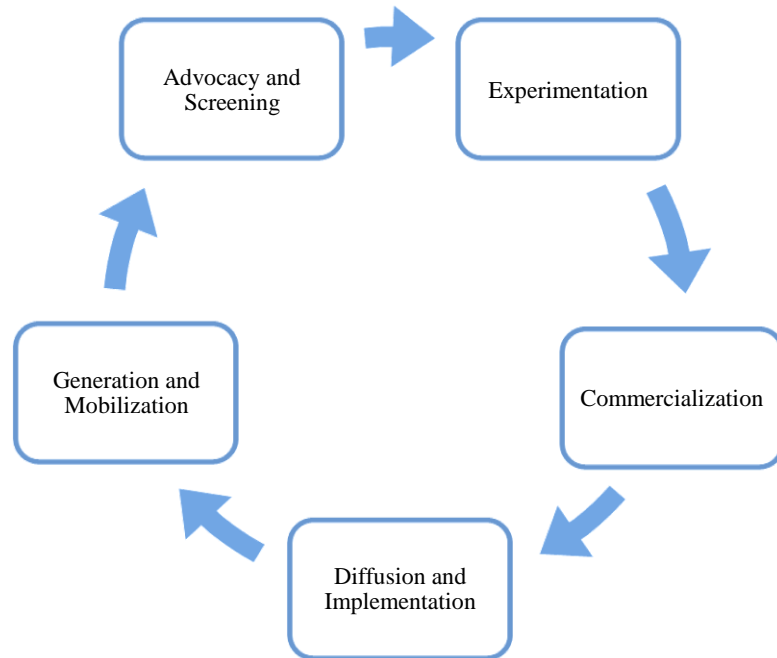 Advocacy and
Screening
Experimentation
Generation and
Mobilization
Commercialization
Diffusion and
Implementation